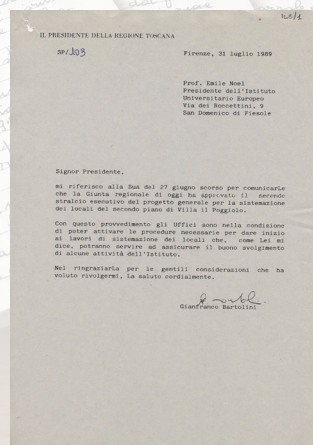 168/1
IL PRESIDENTE DELLA REGIONE TOSCANA
SP/109
Firenze, 31 luglio 1989
Prof. Emile Noel
Presidente dell'Istituto
Universitario Europeo
Via dei Roccettini, 9
San Domenico di Fiesole
Signor Presidente,
mi riferisco alla Sua del 27 giugno scorso per comunicarLe
che la Giunta regionale di oggi ha approvato il secondo
stralcio esecutivo del progetto generale per la sistemazione
dei locali del secondo piano di Villa il Poggiolo.
Con questo provvedimento gli Uffici sono nella condizione
di poter attivare le procedure necessarie per dare inizio
ai lavori di sistemazione dei locali che, come Lei mi
dice, potranno servire ad assicurare il buon svolgimento
di alcune attività dell'Istituto.
Nel ringraziarLa per le gentili considerazioni che ha
voluto rivolgermi, La saluto cordialmente.
Gianfranco Bartolini